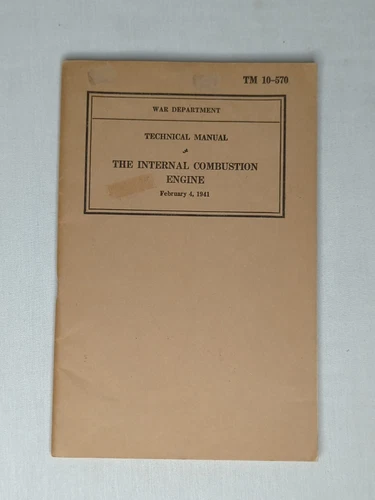 TM 10-570
WAR DEPARTMENT
TECHNICAL MANUAL
THE INTERNAL COMBUSTION
ENGINE
February 4, 1941